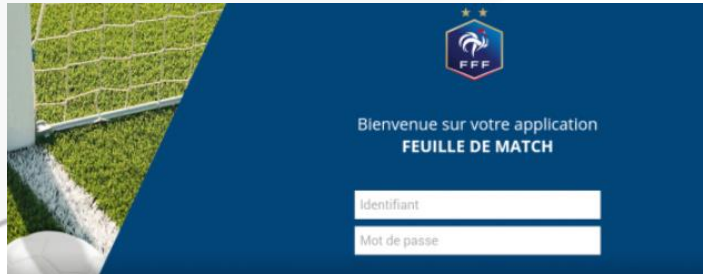 FFF
Bienvenue sur votre application
FEUILLE DE MATCH
Identifiant
Mot de passe